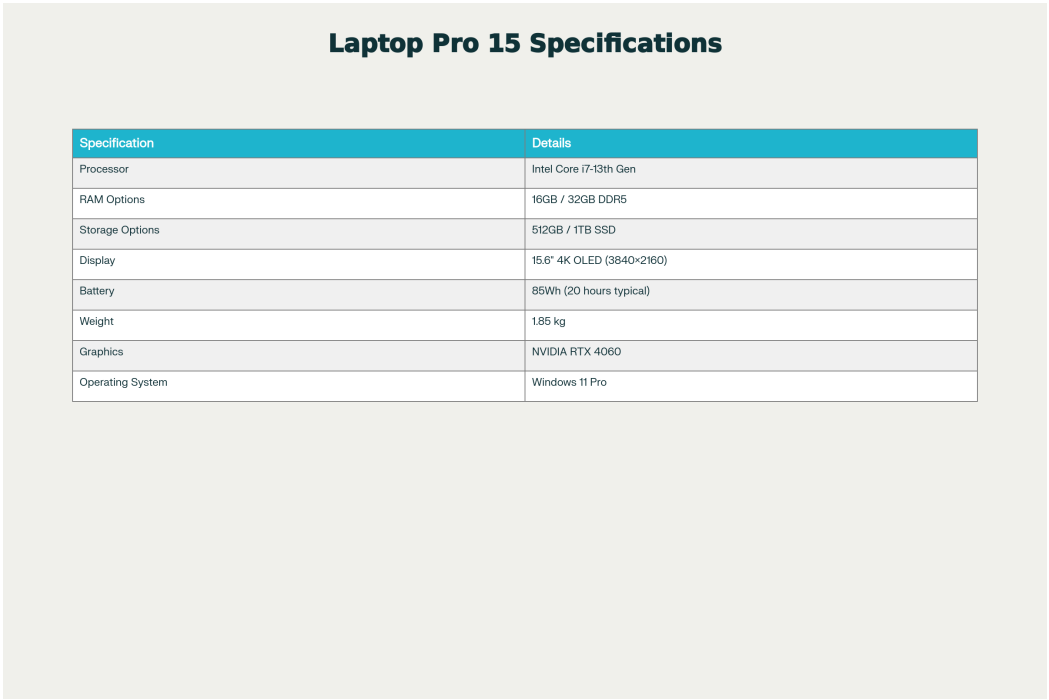 Laptop Pro 15 Specifications
Specification Details
Processor Intel Core i7-13th Gen
RAM Options 16GB / 32GB DDR5
Storage Options 512GB / 1TB SSD
Display 15.6" 4K OLED (3840×2160)
Battery 85Wh (20 hours typical)
Weight 1.85 kg
Graphics NVIDIA RTX 4060
Operating System Windows 11 Pro